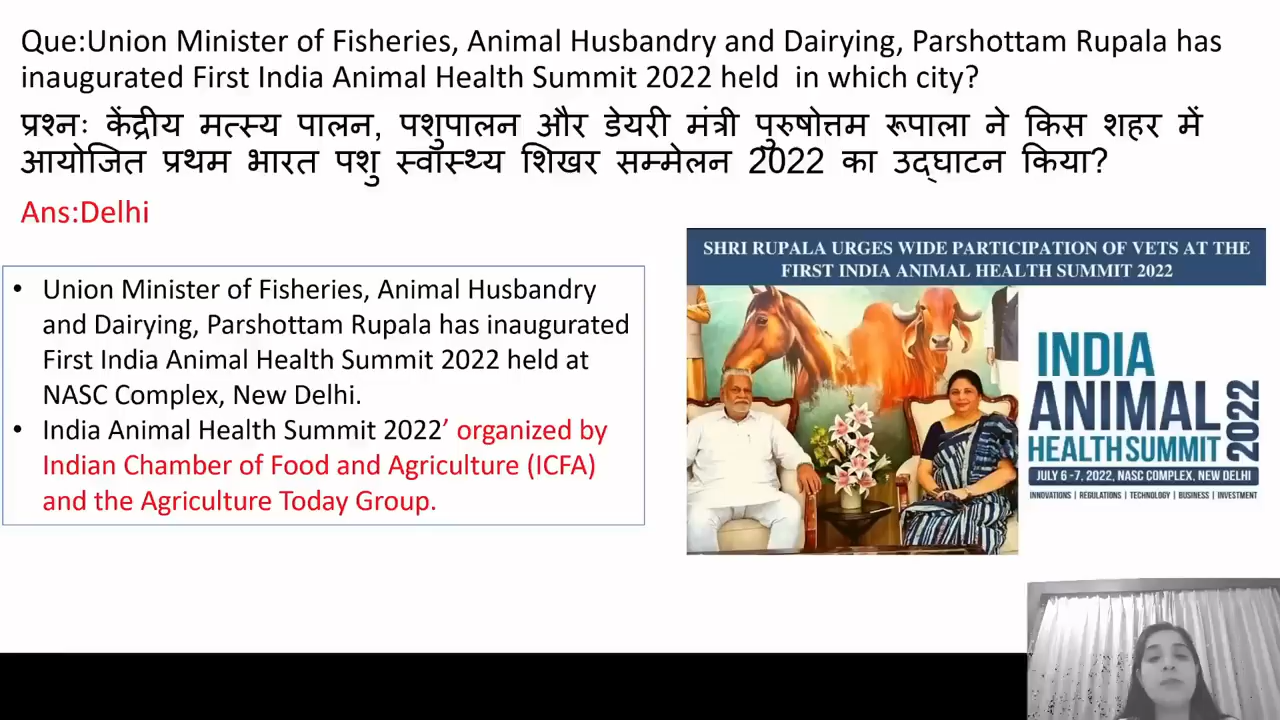 Que:Union Minister of Fisheries, Animal Husbandry and Dairying, Parshottam Rupala has
inaugurated First India Animal Health Summit 2022 held in which city?
प्रश्नः केंद्रीय मत्स्य पालन, पशुपालन और डेयरी मंत्री पुरुषोत्तम रूपाला ने किस शहर में
आयोजित प्रथम भारत पशु स्वास्थ्य शिखर सम्मेलन 2022 का उद्घाटन किया?
Ans:Delhi
• Union Minister of Fisheries, Animal Husbandry
and Dairying, Parshottam Rupala has inaugurated
First India Animal Health Summit 2022 held at
NASC Complex, New Delhi.
• India Animal Health Summit 2022’ organized by
Indian Chamber of Food and Agriculture (ICFA)
and the Agriculture Today Group.
SHRI RUPALA URGES WIDE PARTICIPATION OF VETS AT THE
FIRST INDIA ANIMAL HEALTH SUMMIT 2022
INDIA
ANIMAL
HEALTH SUMMIT
2022
JULY 6 -7, 2022, NASC COMPLEX, NEW DELHI
INNOVATIONS | REGULATIONS | TECHNOLOGY | BUSINESS | INVESTMENT